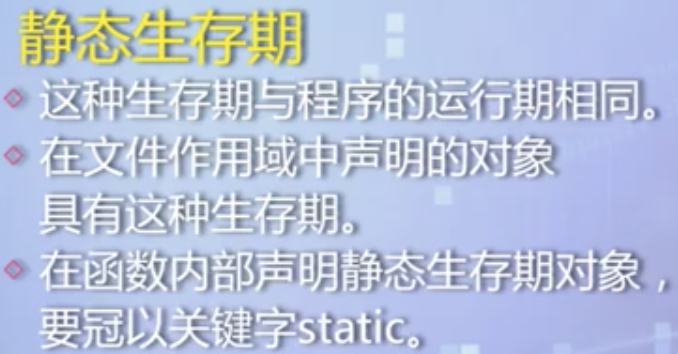 静态生存期
这种生存期与程序的运行期相同。
在文件作用域中声明的对象
具有这种生存期。
在函数内部声明静态生存期对象，
要冠以关键字static。